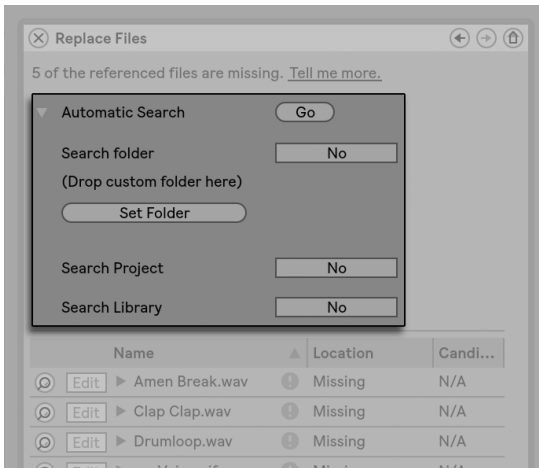 Replace Files
5 of the referenced files are missing. Tell me more.
Automatic Search Go
Search folder No
(Drop custom folder here)
Set Folder
Search Project No
Search Library No
Name Location Candi...
Edit Amen Break.wav Missing N/A
Edit Clap Clap.wav Missing N/A
Edit Drumloop.wav Missing N/A